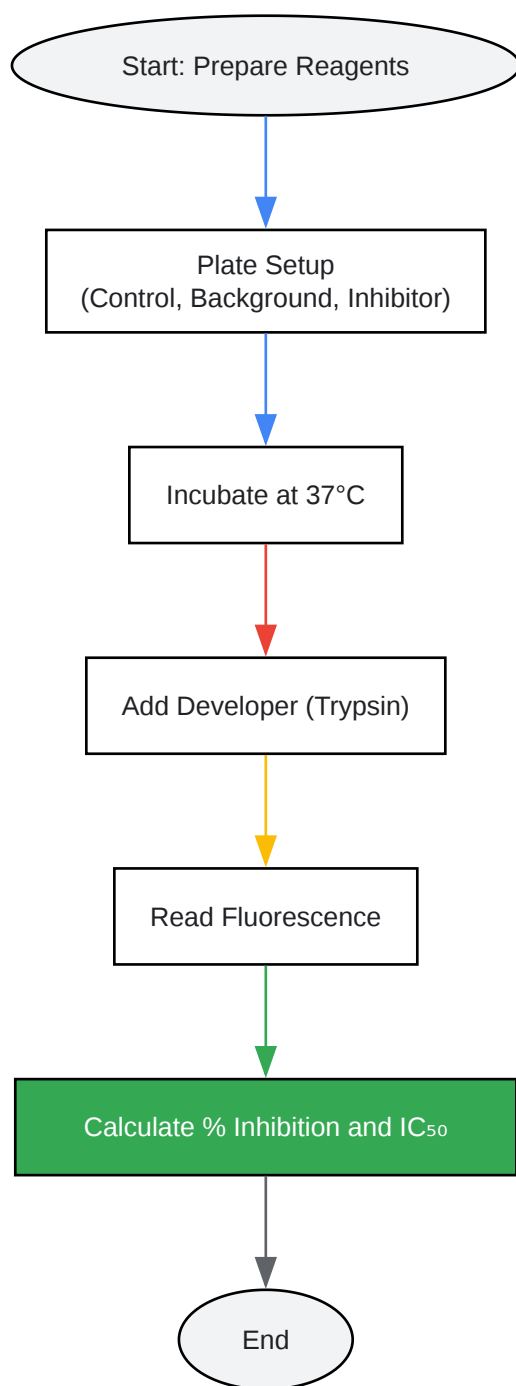 Start: Prepare Reagents
Plate Setup
(Control, Background, Inhibitor)
Incubate at 37°C
Add Developer (Trypsin)
Read Fluorescence
Calculate % Inhibition and IC₅₀
End